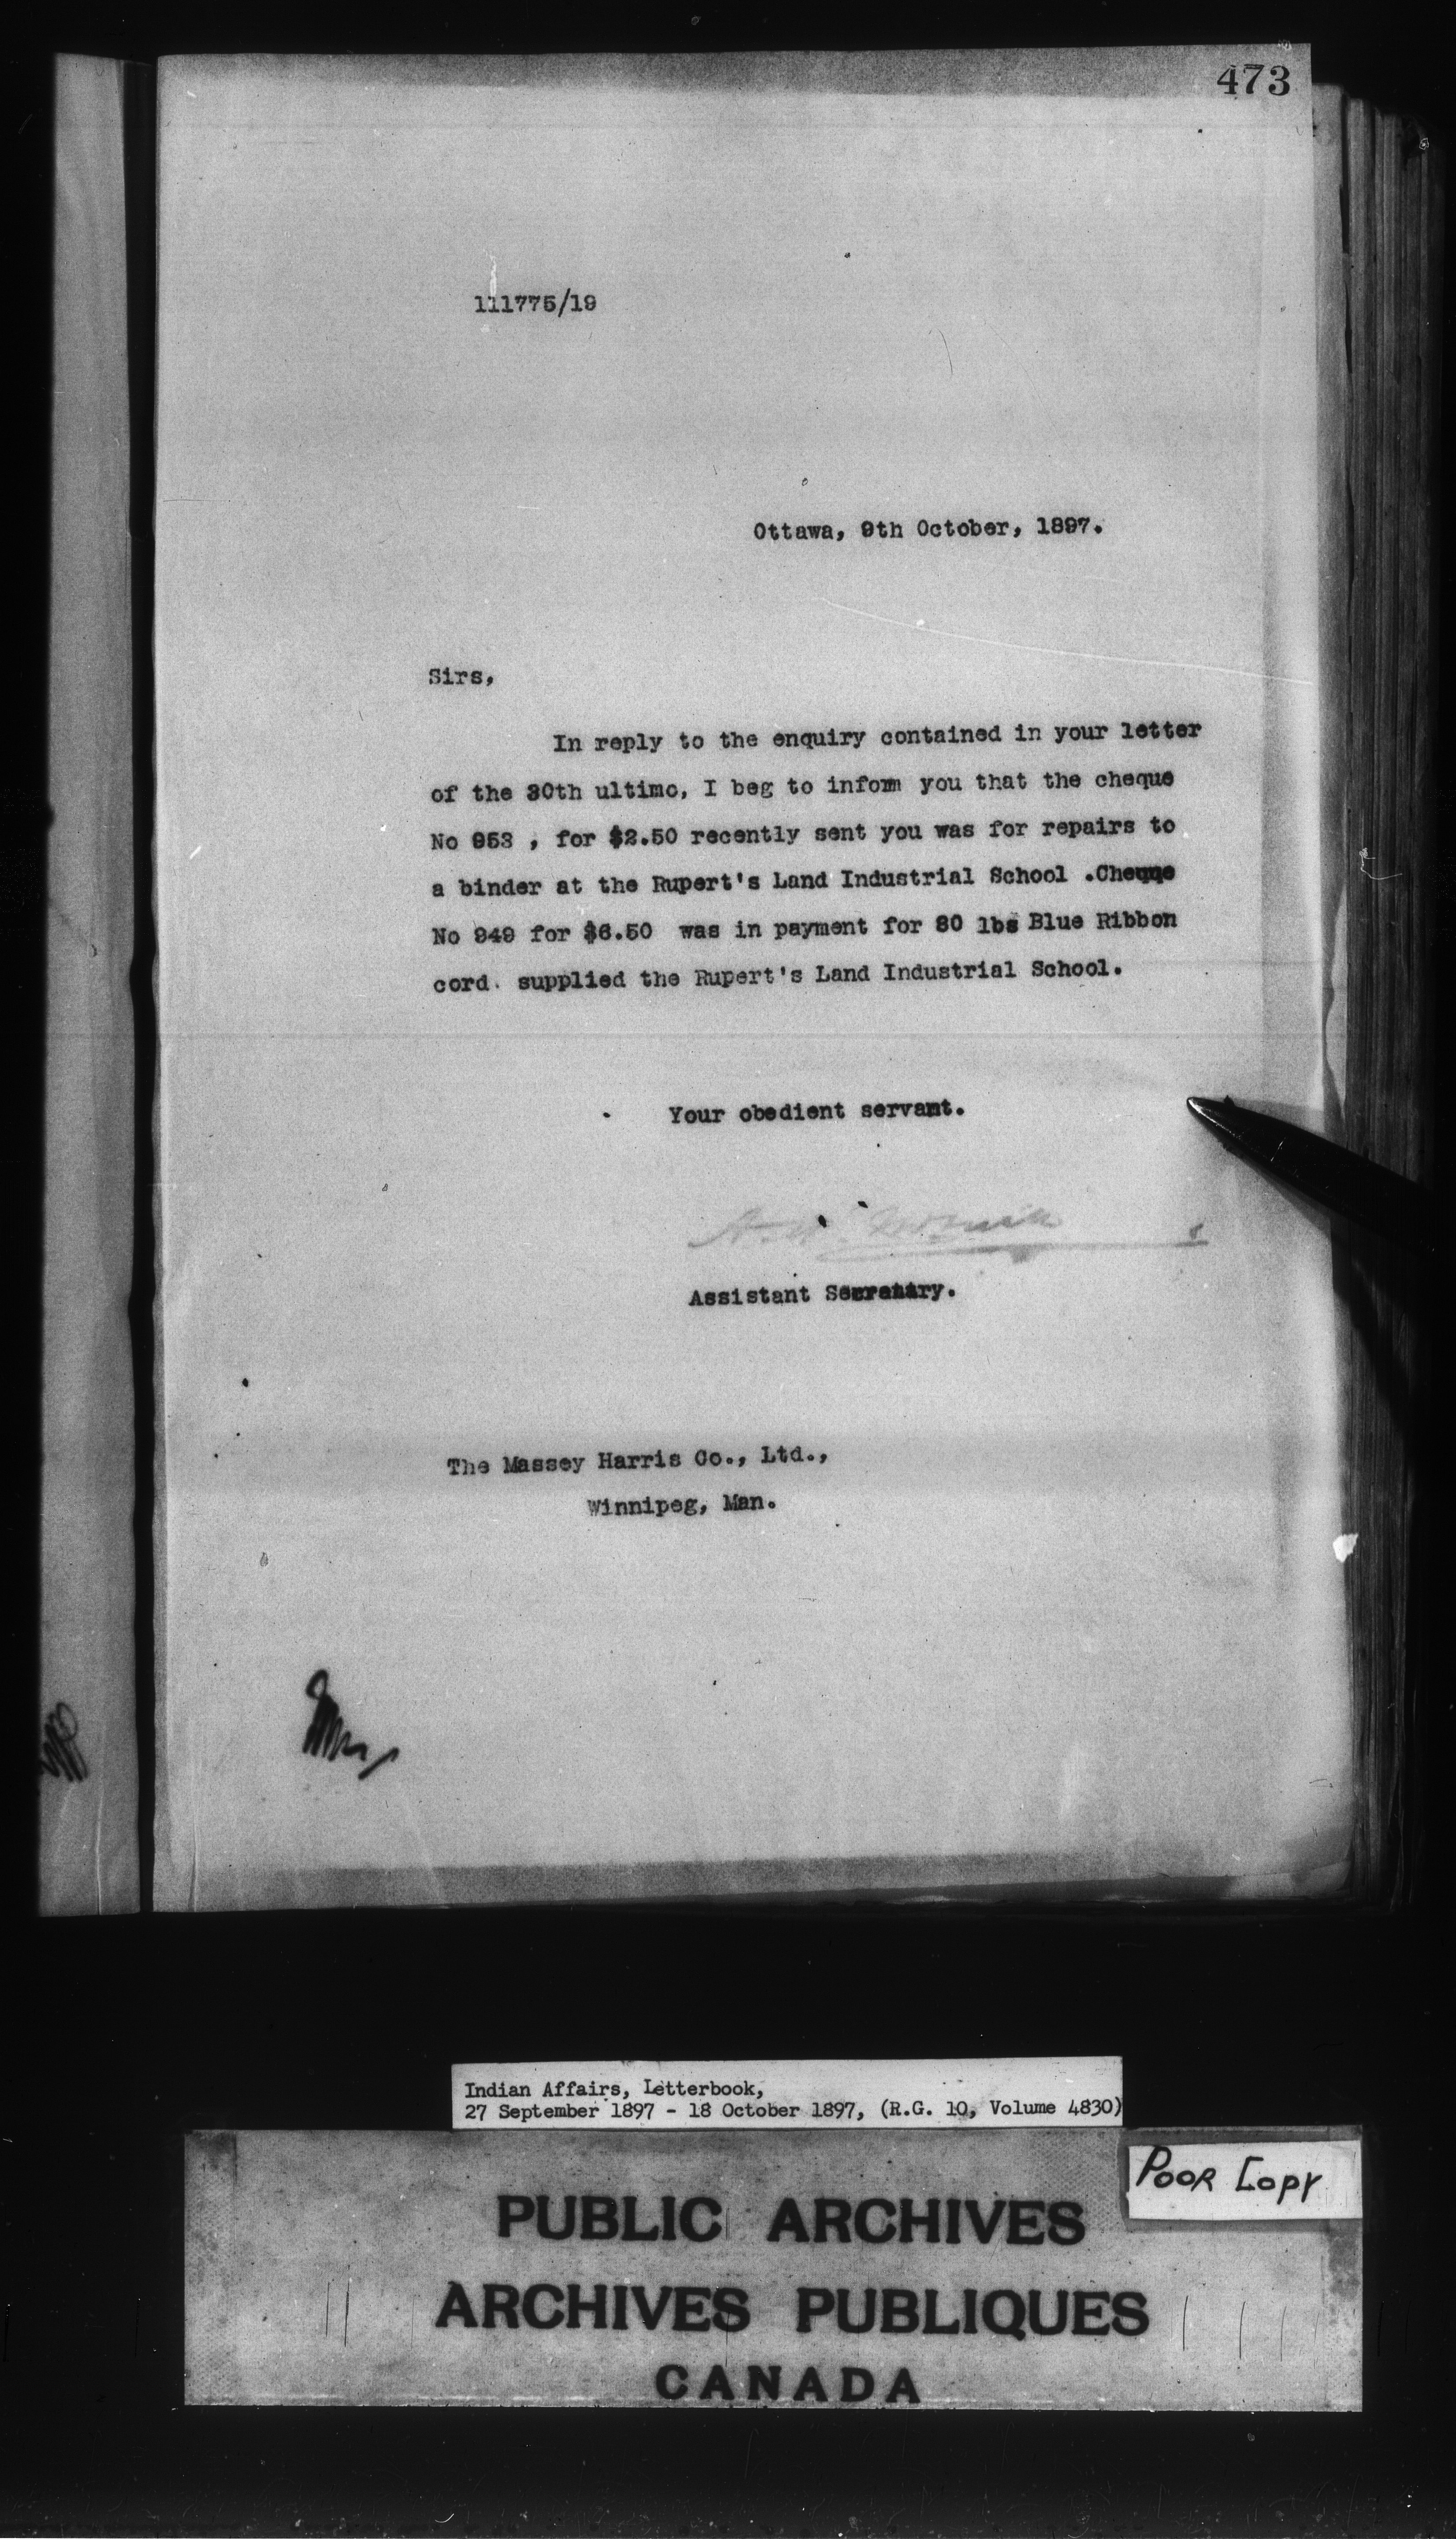 473
111775/19
Ottawa, 9th October, 1897.
Sirs,
In reply to the enquiry contained in your letter
of the 30th ultimo, I beg to inform you that the cheque
No 953 , for $2.50 recently sent you was for repairs to
a binder at the Rupert's Land Industrial School .Cheque
No 949 for $6.50 was in payment for 80 lbs Blue Ribbon
cord. supplied the Rupert's Land Industrial School.
Your obedient servant.
Assistant Secretary.
The Massey Harris Co., Ltd.,
Winnipeg, Man.
Indian Affairs, Letterbook,
27 September 1897 - 18 October 1897, (R.G. 10, Volume 4830)
Poor Copy
PUBLIC ARCHIVES
ARCHIVES PUBLIQUES
CANADA